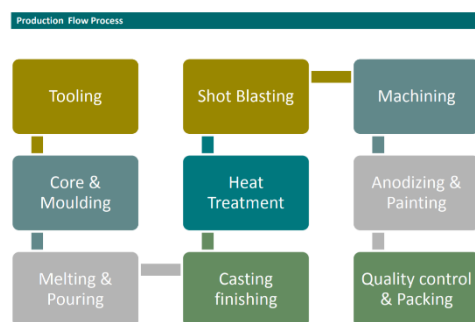 Production Flow Process
Tooling
Core &
Moulding
Melting &
Pouring
Casting
finishing
Heat
Treatment
Shot Blasting
Machining
Anodizing &
Painting
Quality control
& Packing